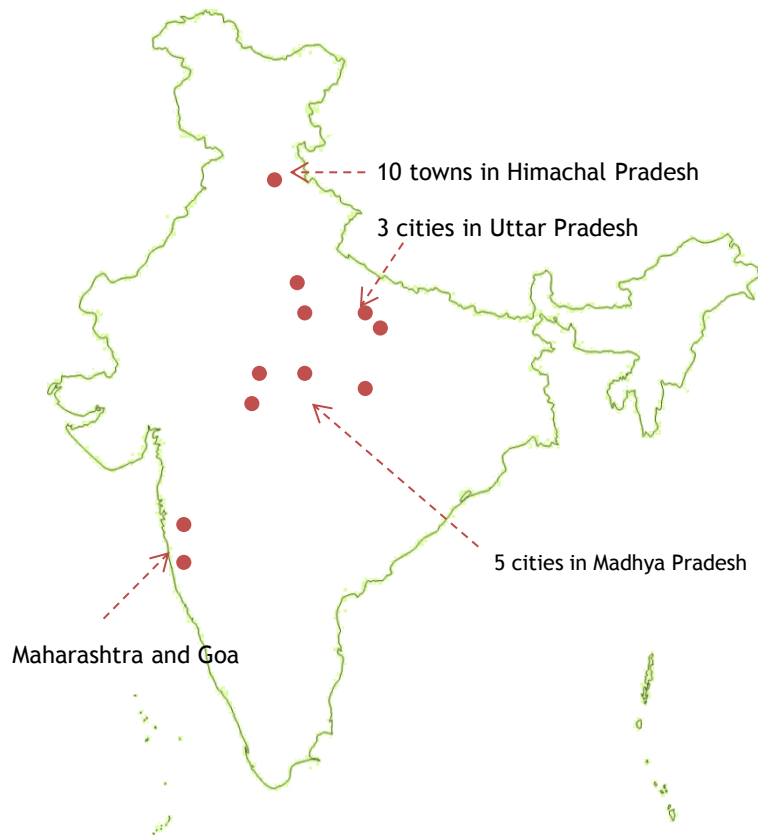 10 towns in Himachal Pradesh
3 cities in Uttar Pradesh
5 cities in Madhya Pradesh
Maharashtra and Goa